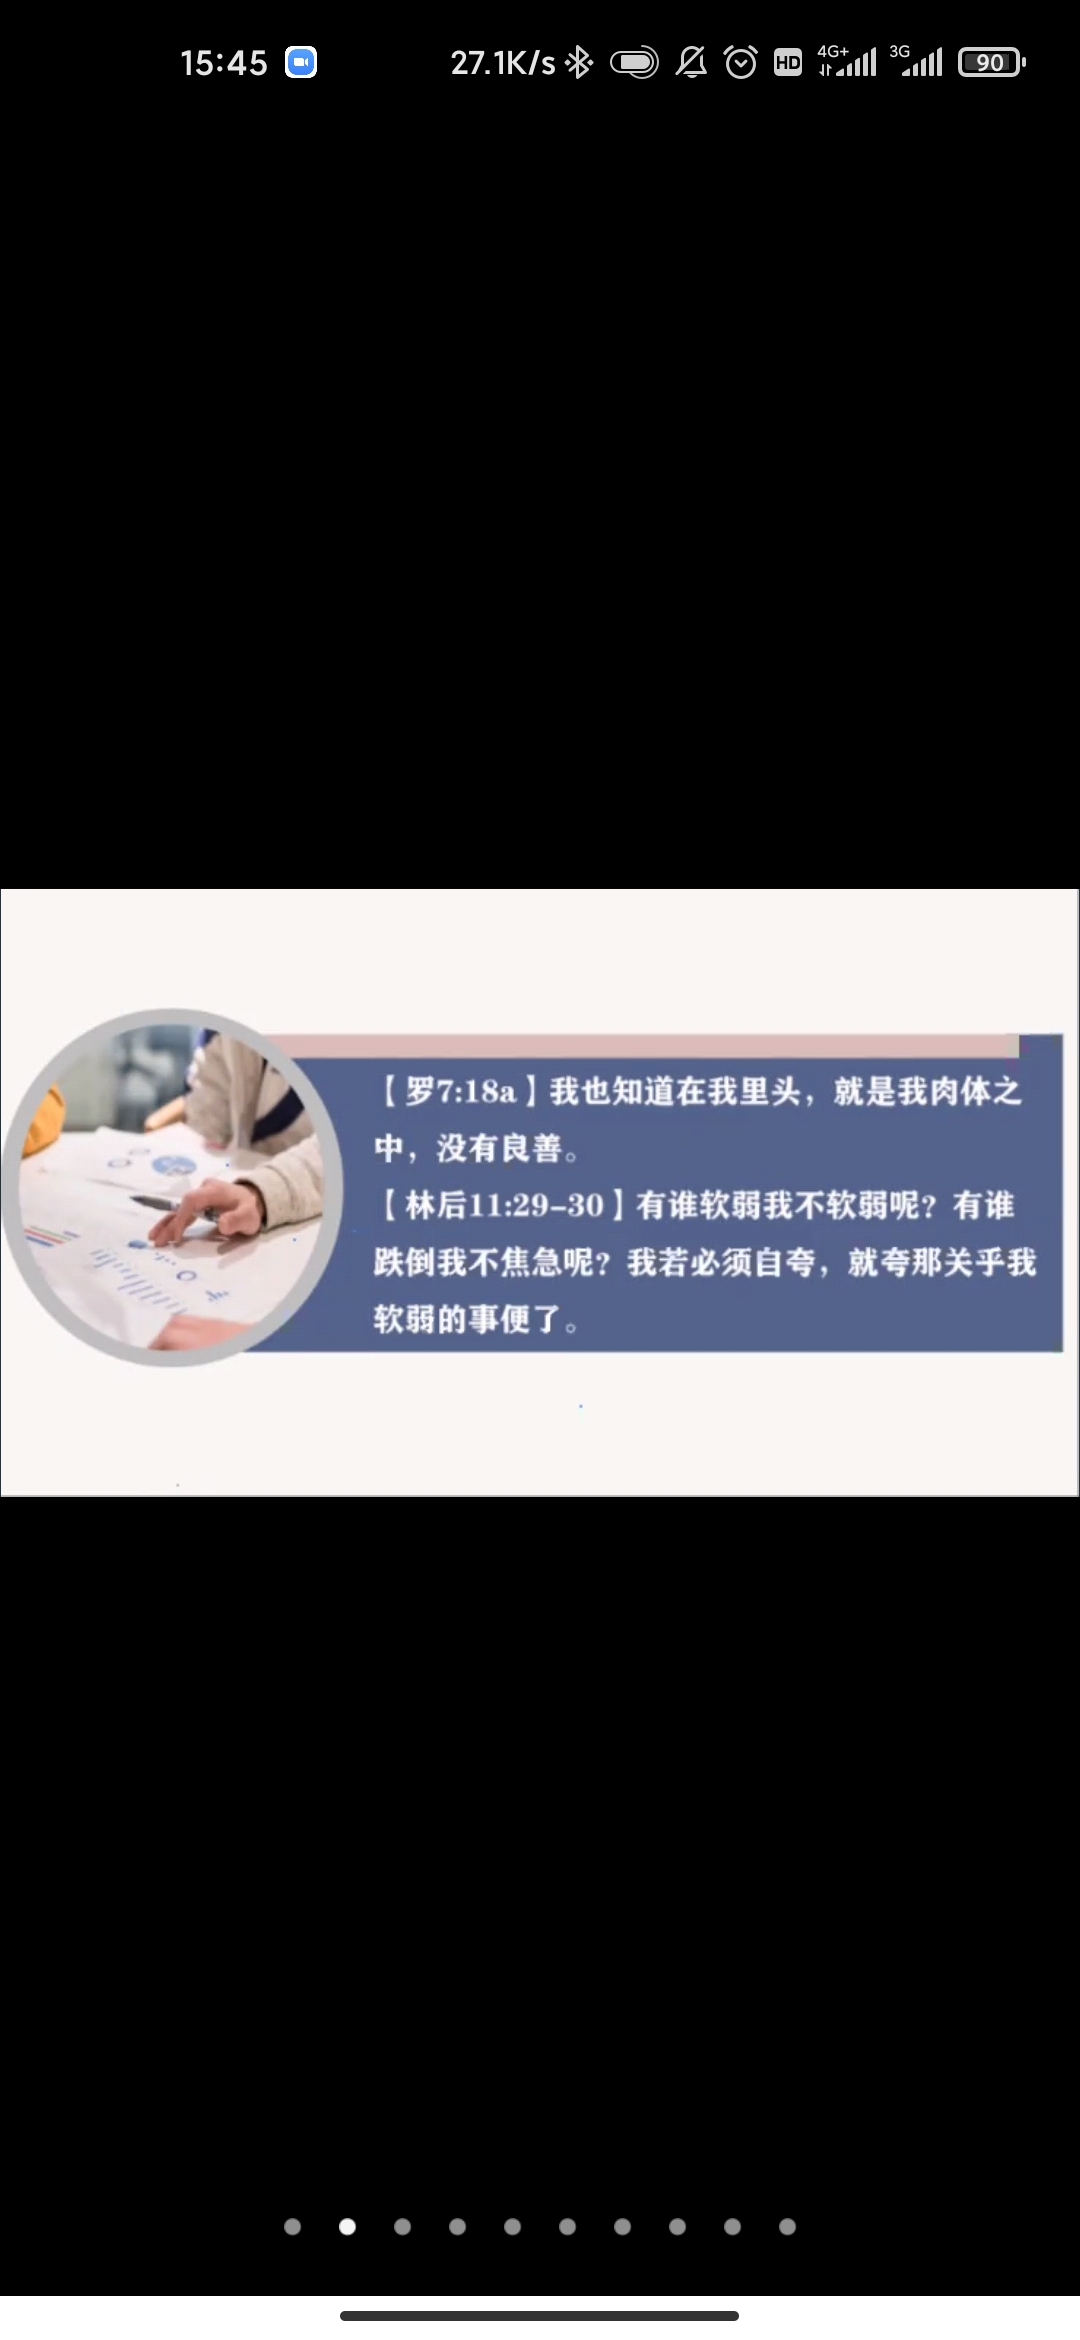 15:45
27.1K/s
HD
4G+
3G
90
【罗7:18a】我也知道在我里头，就是我肉体之
中，没有良善。
【林后11:29-30】有谁软弱我不软弱呢？有谁
跌倒我不焦急呢？我若必须自夸，就夸那关乎我
软弱的事便了。